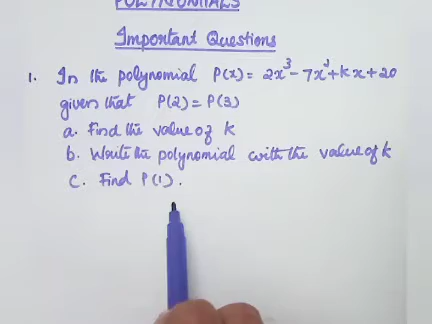 POLYNOMIALS
Important Questions
1. In the polynomial P(x) = 2x³ - 7x² + kx + 20
given that P(2) = P(3)
a. Find the value of k
b. Write the polynomial with the value of k
c. Find P(1).